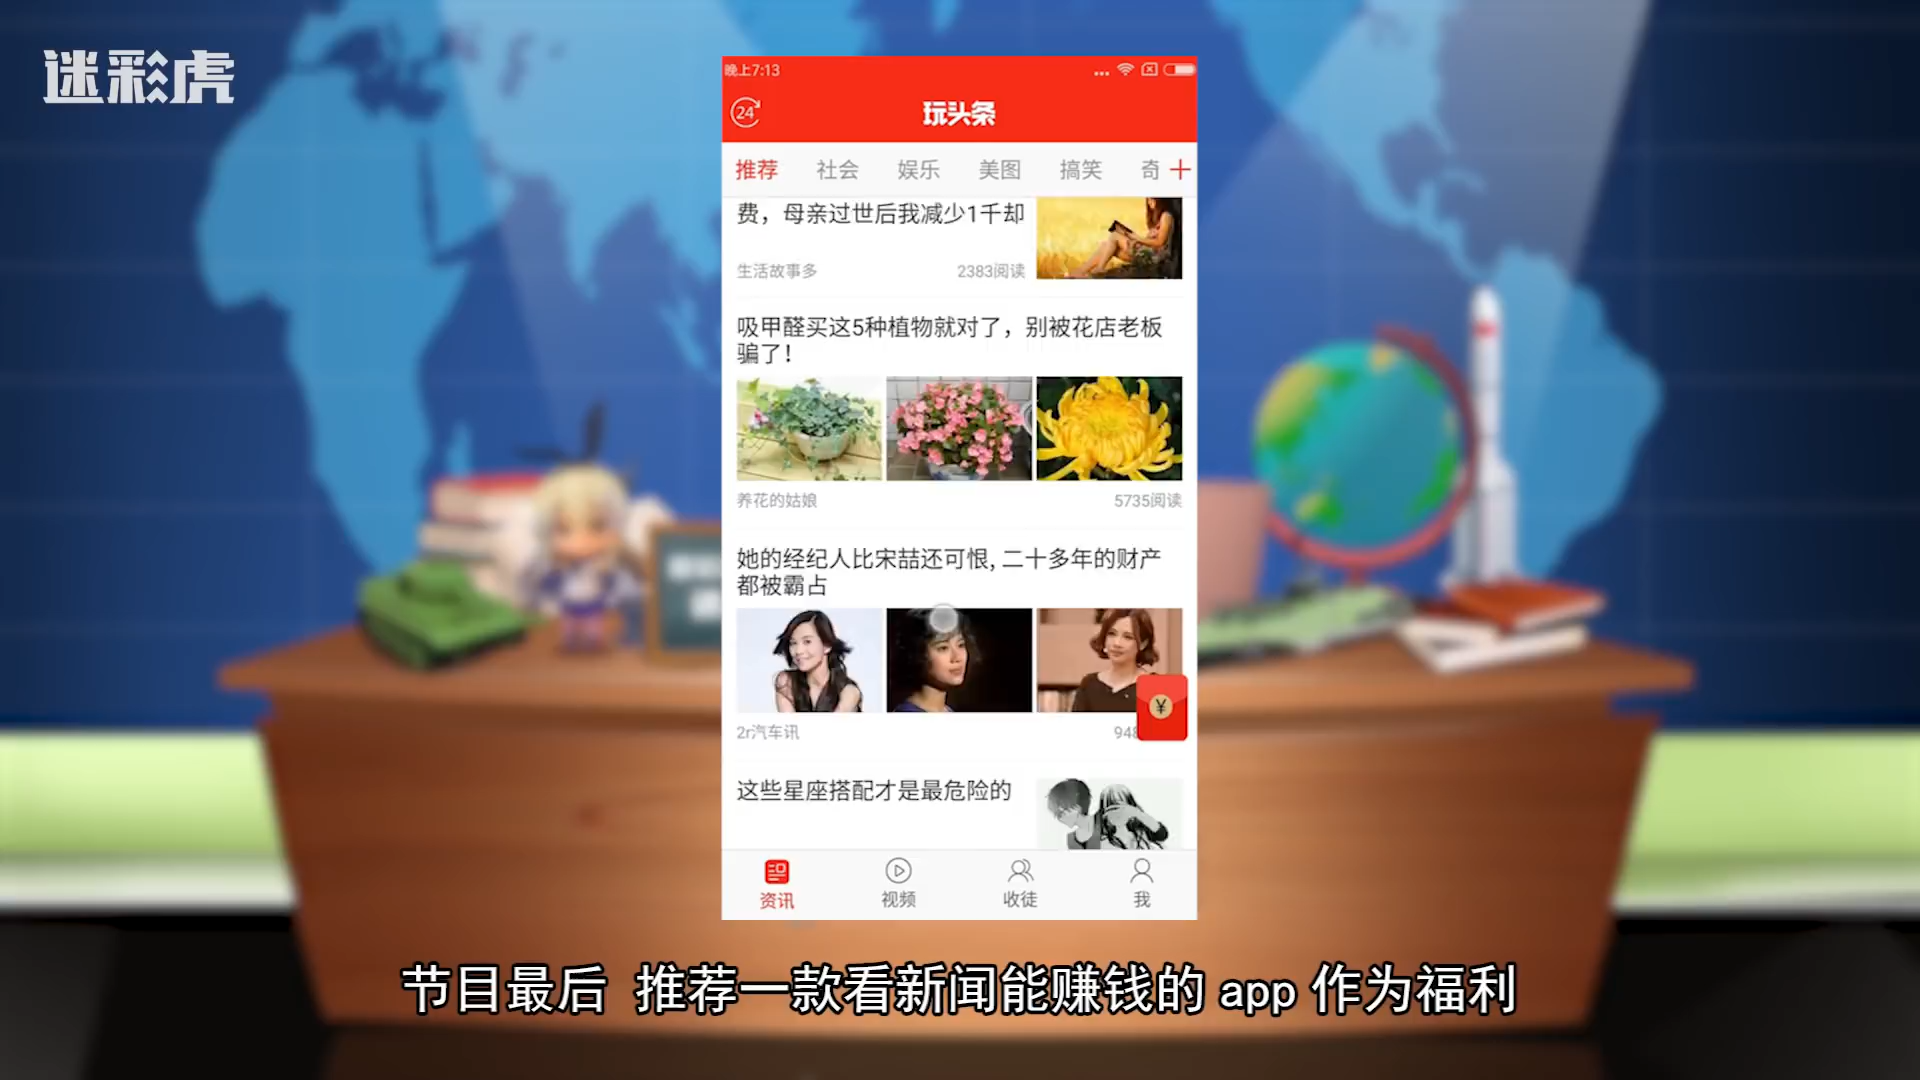 迷彩虎
晚上7:13
24
玩头条
推荐 社会 娱乐 美图 搞笑 奇
费，母亲过世后我减少1千却
生活故事多 2383阅读
吸甲醛买这5种植物就对了，别被花店老板
骗了！
养花的姑娘 5735阅读
她的经纪人比宋喆还可恨,二十多年的财产
都被霸占
2r汽车讯 948
¥
这些星座搭配才是最危险的
资讯 视频 收徒 我
节目最后 推荐一款看新闻能赚钱的 app 作为福利